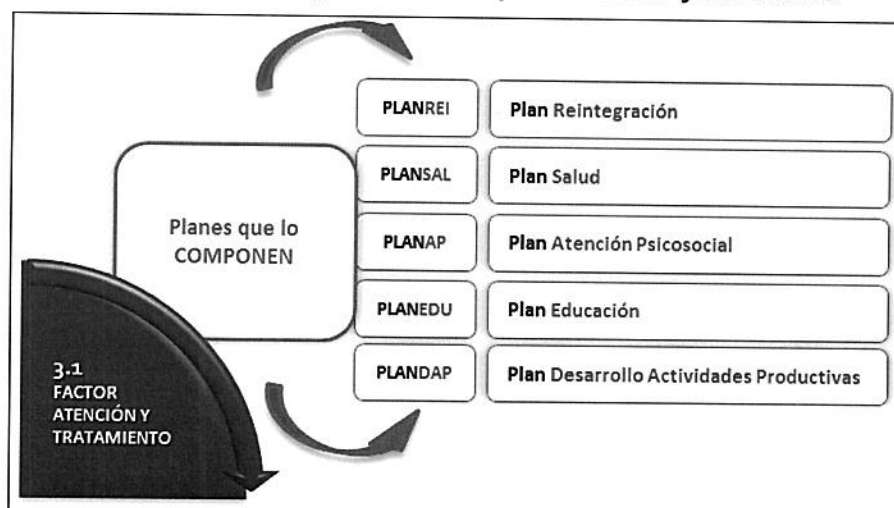 Planes que lo
COMPONEN
3.1
FACTOR
ATENCIÓN Y
TRATAMIENTO
PLANREI Plan Reintegración
PLANSAL Plan Salud
PLANAP Plan Atención Psicosocial
PLANEDU Plan Educación
PLANDAP Plan Desarrollo Actividades Productivas